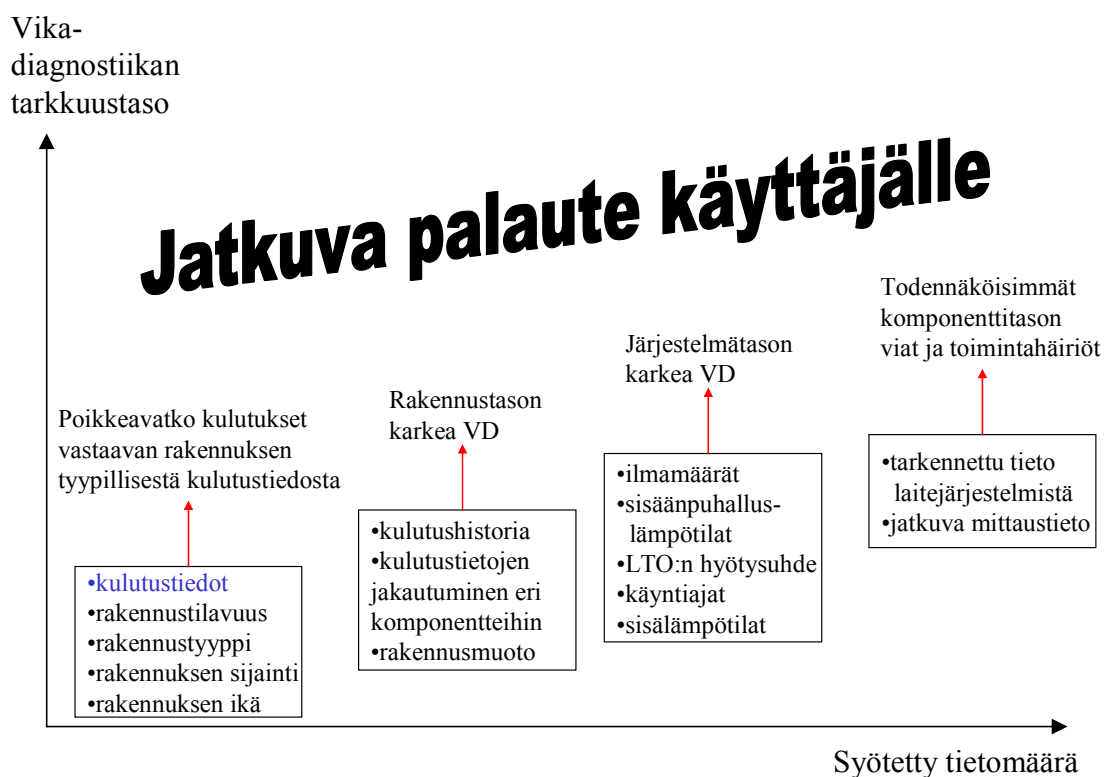 Vika-
diagnostiikan
tarkkuustaso
Jatkuva palaute käyttäjälle
Poikkeavatko kulutukset
vastaavan rakennuksen
tyypillisestä kulutustiedosta
•kulutustiedot
•rakennustilavuus
•rakennustyyppi
•rakennuksen sijainti
•rakennuksen ikä
Rakennustason
karkea VD
•kulutushistoria
•kulutustietojen
jakautuminen eri
komponentteihin
•rakennusmuoto
Järjestelmätason
karkea VD
•ilmamäärät
•sisäänpuhallus-
lämpötilat
•LTO:n hyötysuhde
•käyntiajat
•sisälämpötilat
Todennäköisimmät
komponenttitason
viat ja toimintahäiriöt
•tarkennettu tieto
laitejärjestelmistä
•jatkuva mittaustieto
Syötetty tietomäärä